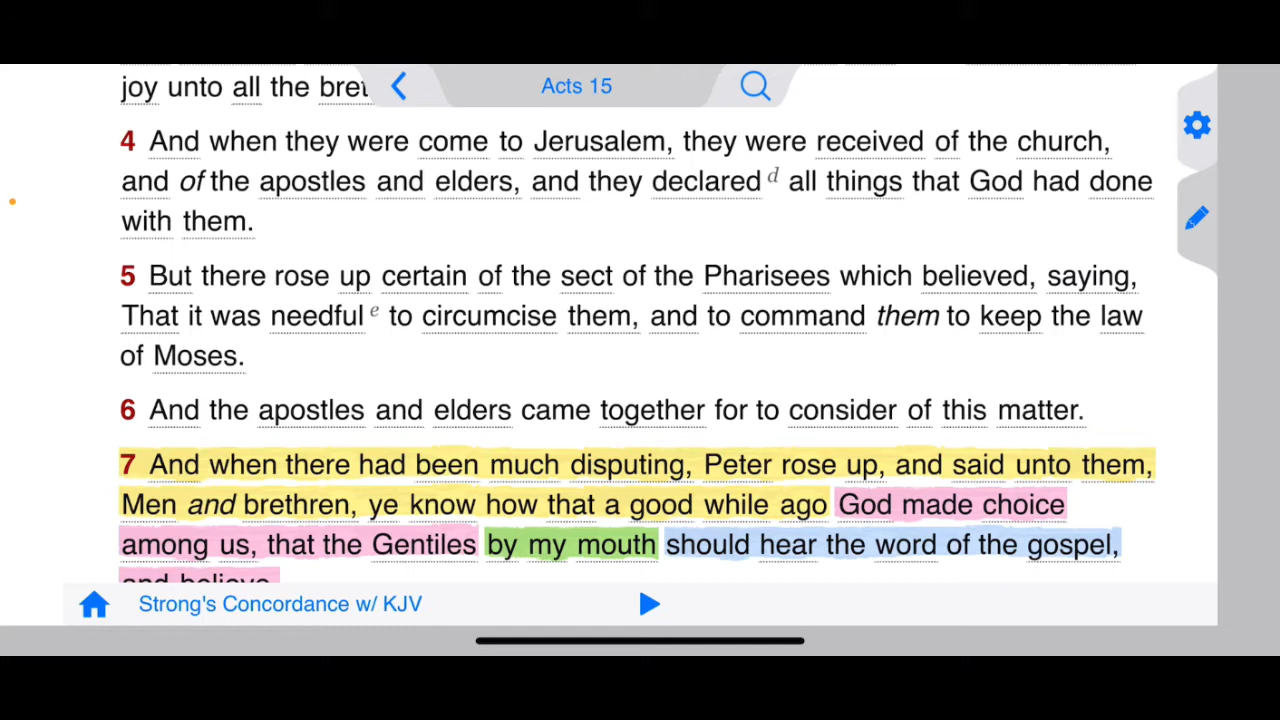 joy unto all the bret
Acts 15
4 And when they were come to Jerusalem, they were received of the church,
and of the apostles and elders, and they declared d all things that God had done
with them.
5 But there rose up certain of the sect of the Pharisees which believed, saying,
That it was needful e to circumcise them, and to command them to keep the law
of Moses.
6 And the apostles and elders came together for to consider of this matter.
7 And when there had been much disputing, Peter rose up, and said unto them,
Men and brethren, ye know how that a good while ago God made choice
among us, that the Gentiles by my mouth should hear the word of the gospel,
and believe.
Strong's Concordance w/ KJV